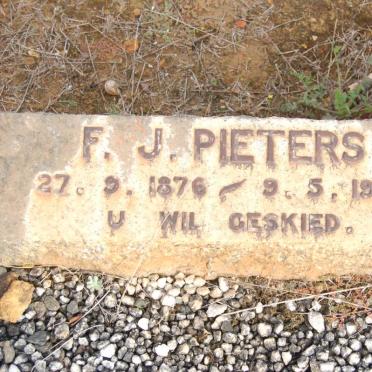 F. J. PIETERS
27. 9. 1876 - 9. 5. 19
U WIL GESKIED.